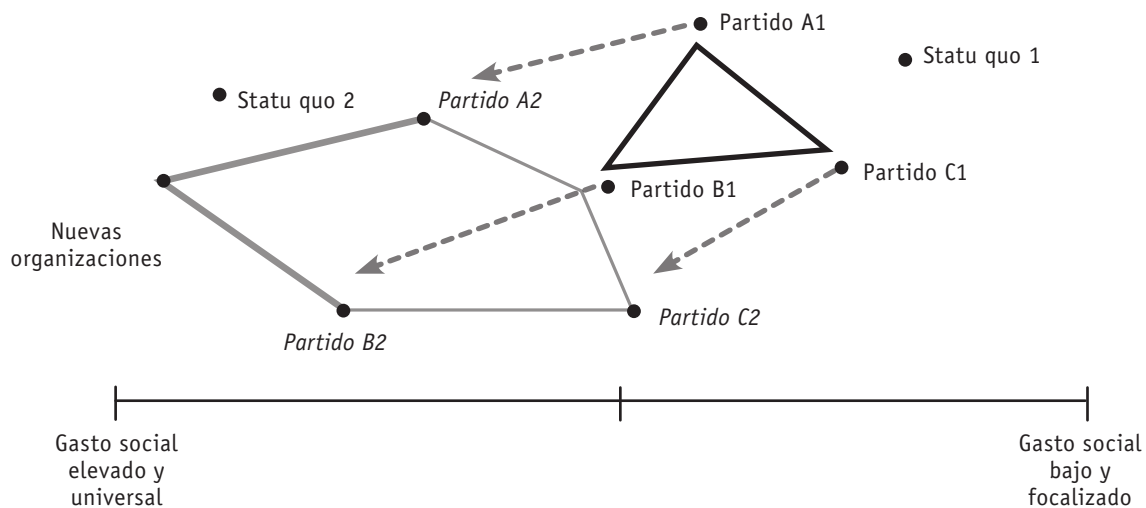 Partido A1
Statu quo 1
Statu quo 2
Partido A2
Partido C1
Partido B1
Nuevas
organizaciones
Partido C2
Partido B2
Gasto social
elevado y
universal
Gasto social
bajo y
focalizado